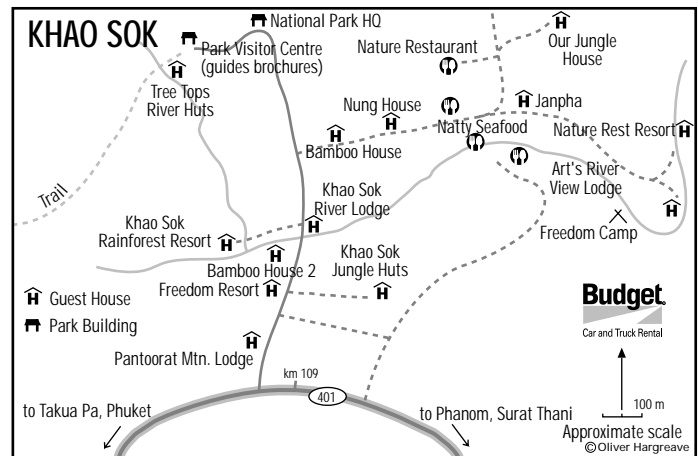 KHAO SOK
National Park HQ
Park Visitor Centre
(guides brochures)
Nature Restaurant
Our Jungle
House
Tree Tops
River Huts
Nung House
Janpha
Natty Seafood
Nature Rest Resort
Bamboo House
Trail
Art's River
View Lodge
Khao Sok
River Lodge
Khao Sok
Rainforest Resort
Freedom Camp
Khao Sok
Jungle Huts
Bamboo House 2
Freedom Resort
Guest House
Park Building
Budget
Car and Truck Rental
Pantoorat Mtn. Lodge
km 109
401
100 m
to Takua Pa, Phuket
to Phanom, Surat Thani
Approximate scale
© Oliver Hargreave